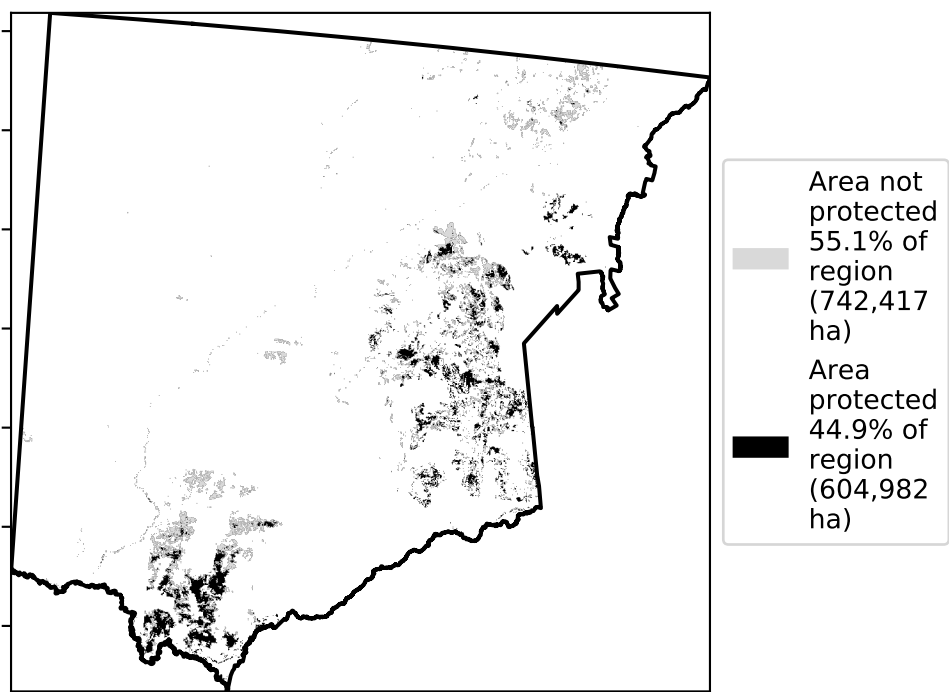 Area not
protected
55.1% of
region
(742,417
ha)
Area
protected
44.9% of
region
(604,982
ha)